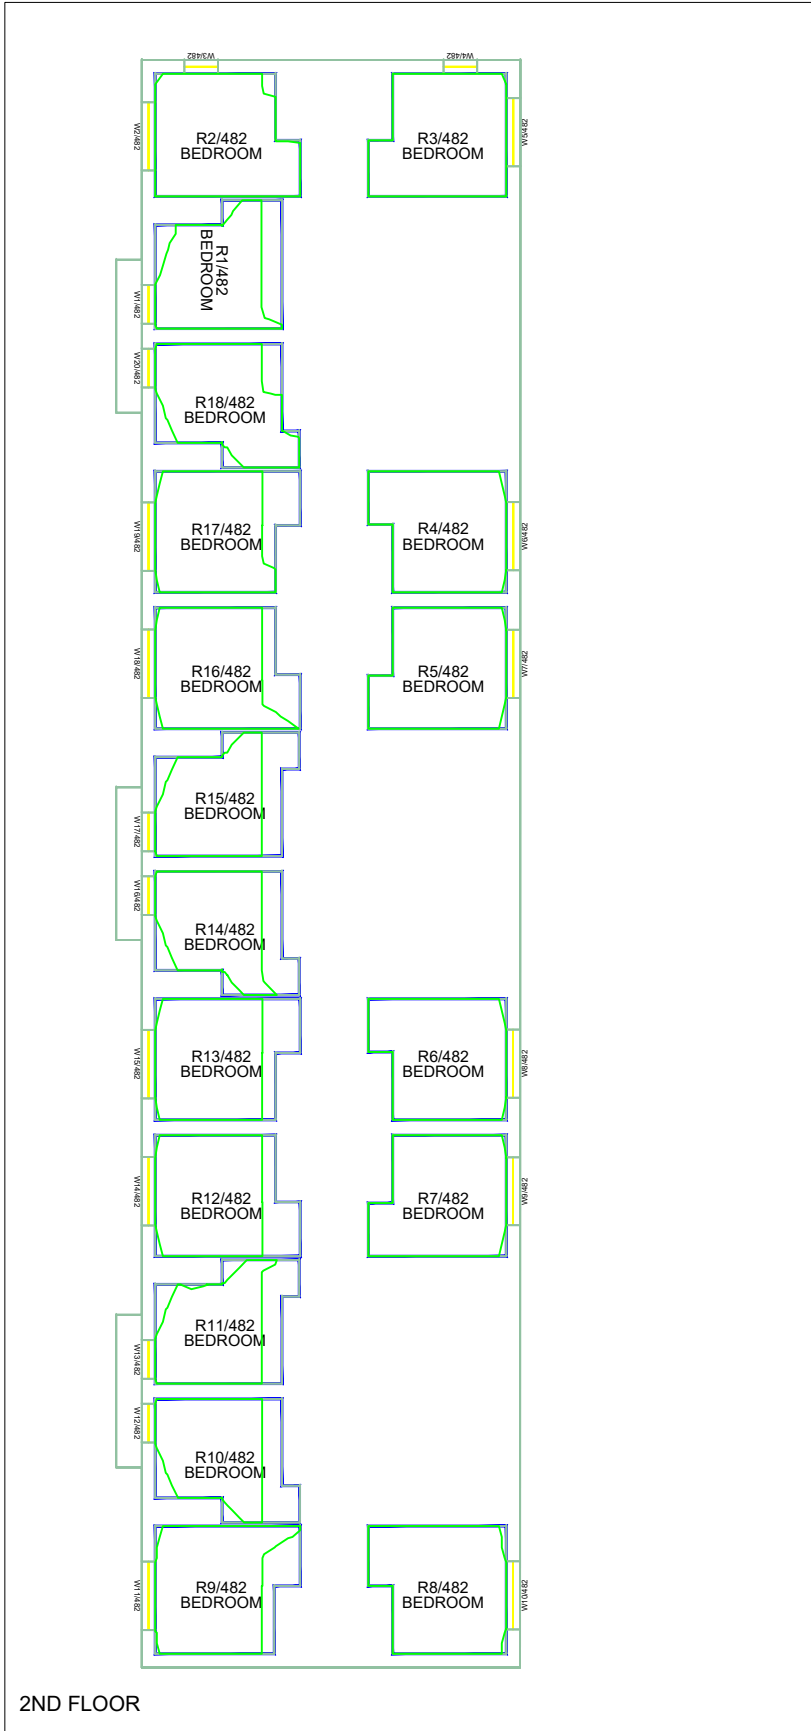 W3/482
W4/482
W2/482
R2/482
BEDROOM
R3/482
BEDROOM
W5/482
R1/482
BEDROOM
W1/482
W20/482
R18/482
BEDROOM
W19/482
R17/482
BEDROOM
R4/482
BEDROOM
W6/482
W18/482
R16/482
BEDROOM
R5/482
BEDROOM
W7/482
R15/482
BEDROOM
W17/482
W16/482
R14/482
BEDROOM
W15/482
R13/482
BEDROOM
R6/482
BEDROOM
W8/482
W14/482
R12/482
BEDROOM
R7/482
BEDROOM
W9/482
R11/482
BEDROOM
W13/482
W12/482
R10/482
BEDROOM
W11/482
R9/482
BEDROOM
R8/482
BEDROOM
W10/482
2ND FLOOR